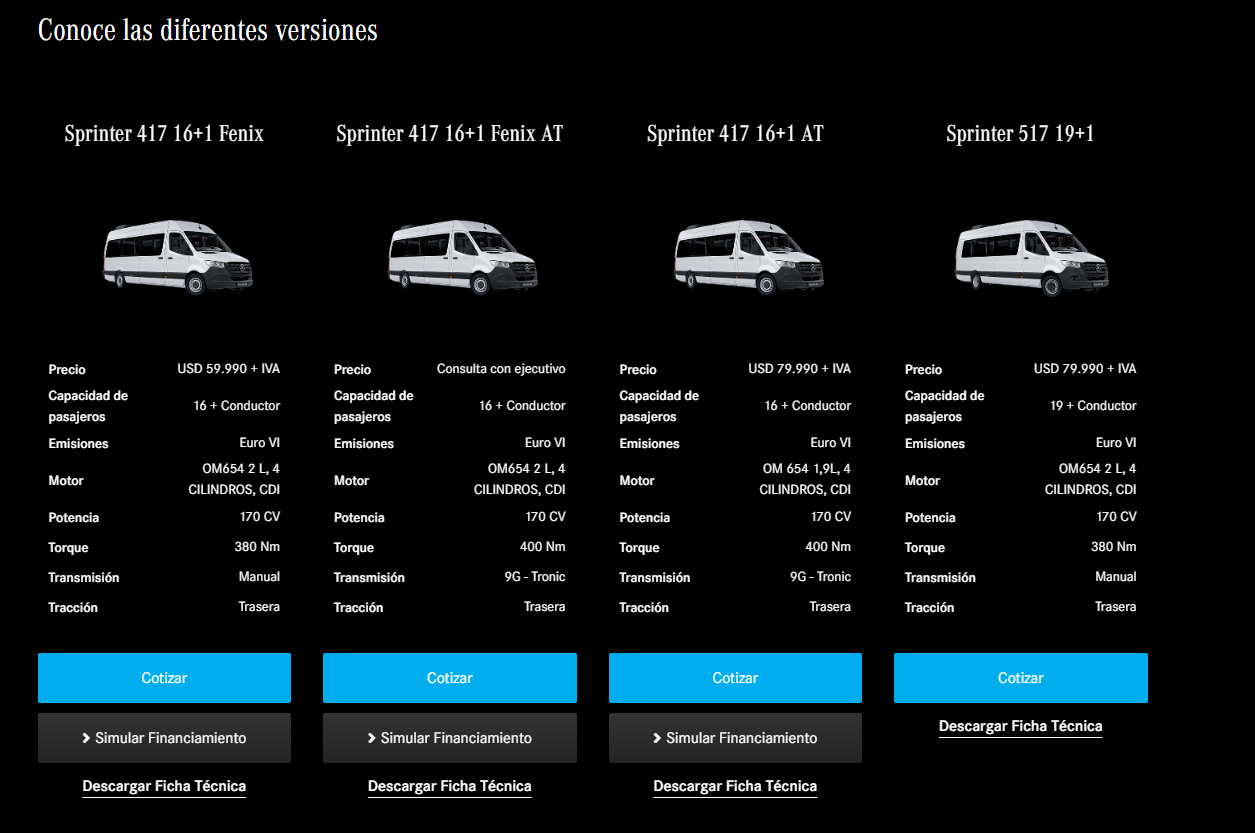 Conoce las diferentes versiones
Sprinter 417 16+1 Fenix
Sprinter 417 16+1 Fenix AT
Sprinter 417 16+1 AT
Sprinter 517 19+1
Precio USD 59.990 + IVA
Capacidad de
pasajeros
16 + Conductor
Emisiones Euro VI
Motor
OM654 2 L, 4
CILINDROS, CDI
Potencia 170 CV
Torque 380 Nm
Transmisión Manual
Tracción Trasera
Cotizar
Simular Financiamiento
Descargar Ficha Técnica
Precio Consulta con ejecutivo
Capacidad de
pasajeros
16 + Conductor
Emisiones Euro VI
Motor
OM654 2 L, 4
CILINDROS, CDI
Potencia 170 CV
Torque 400 Nm
Transmisión 9G - Tronic
Tracción Trasera
Cotizar
Simular Financiamiento
Descargar Ficha Técnica
Precio USD 79.990 + IVA
Capacidad de
pasajeros
16 + Conductor
Emisiones Euro VI
Motor
OM 654 1,9L, 4
CILINDROS, CDI
Potencia 170 CV
Torque 400 Nm
Transmisión 9G - Tronic
Tracción Trasera
Cotizar
Simular Financiamiento
Descargar Ficha Técnica
Precio USD 79.990 + IVA
Capacidad de
pasajeros
19 + Conductor
Emisiones Euro VI
Motor
OM654 2 L, 4
CILINDROS, CDI
Potencia 170 CV
Torque 380 Nm
Transmisión Manual
Tracción Trasera
Cotizar
Descargar Ficha Técnica